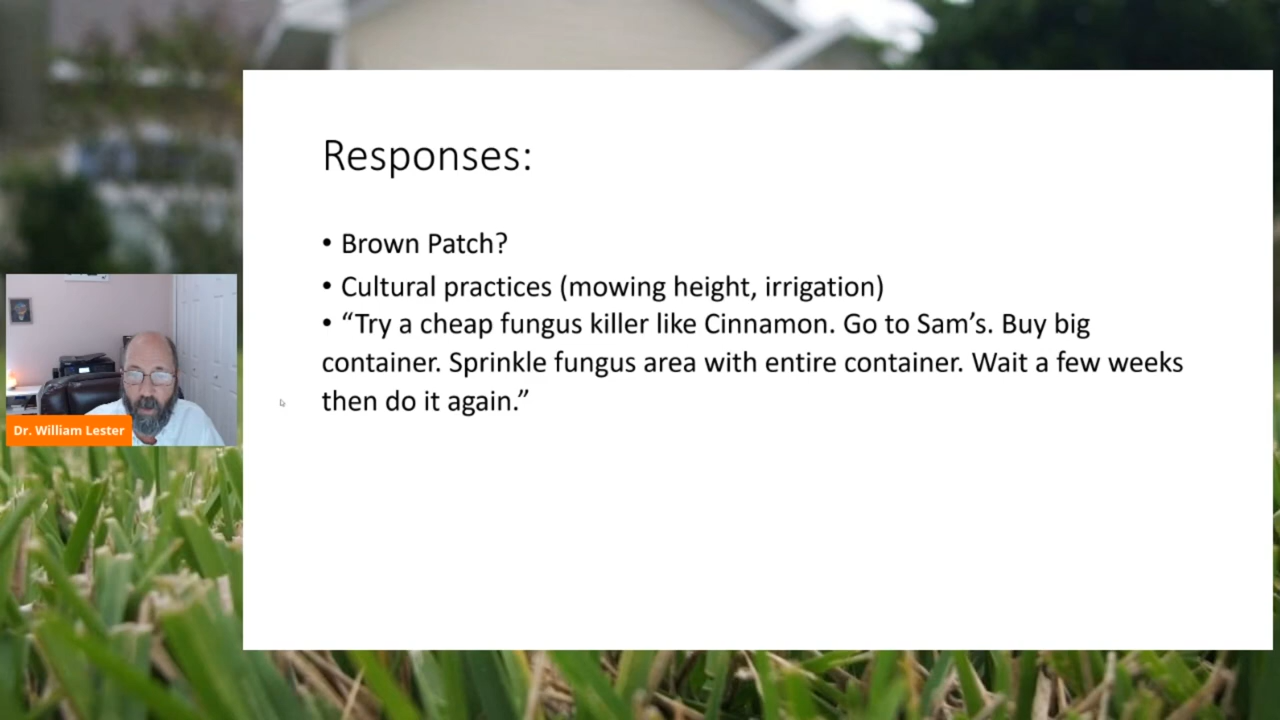 Responses:
• Brown Patch?
• Cultural practices (mowing height, irrigation)
• “Try a cheap fungus killer like Cinnamon. Go to Sam’s. Buy big
container. Sprinkle fungus area with entire container. Wait a few weeks
then do it again.”
Dr. William Lester